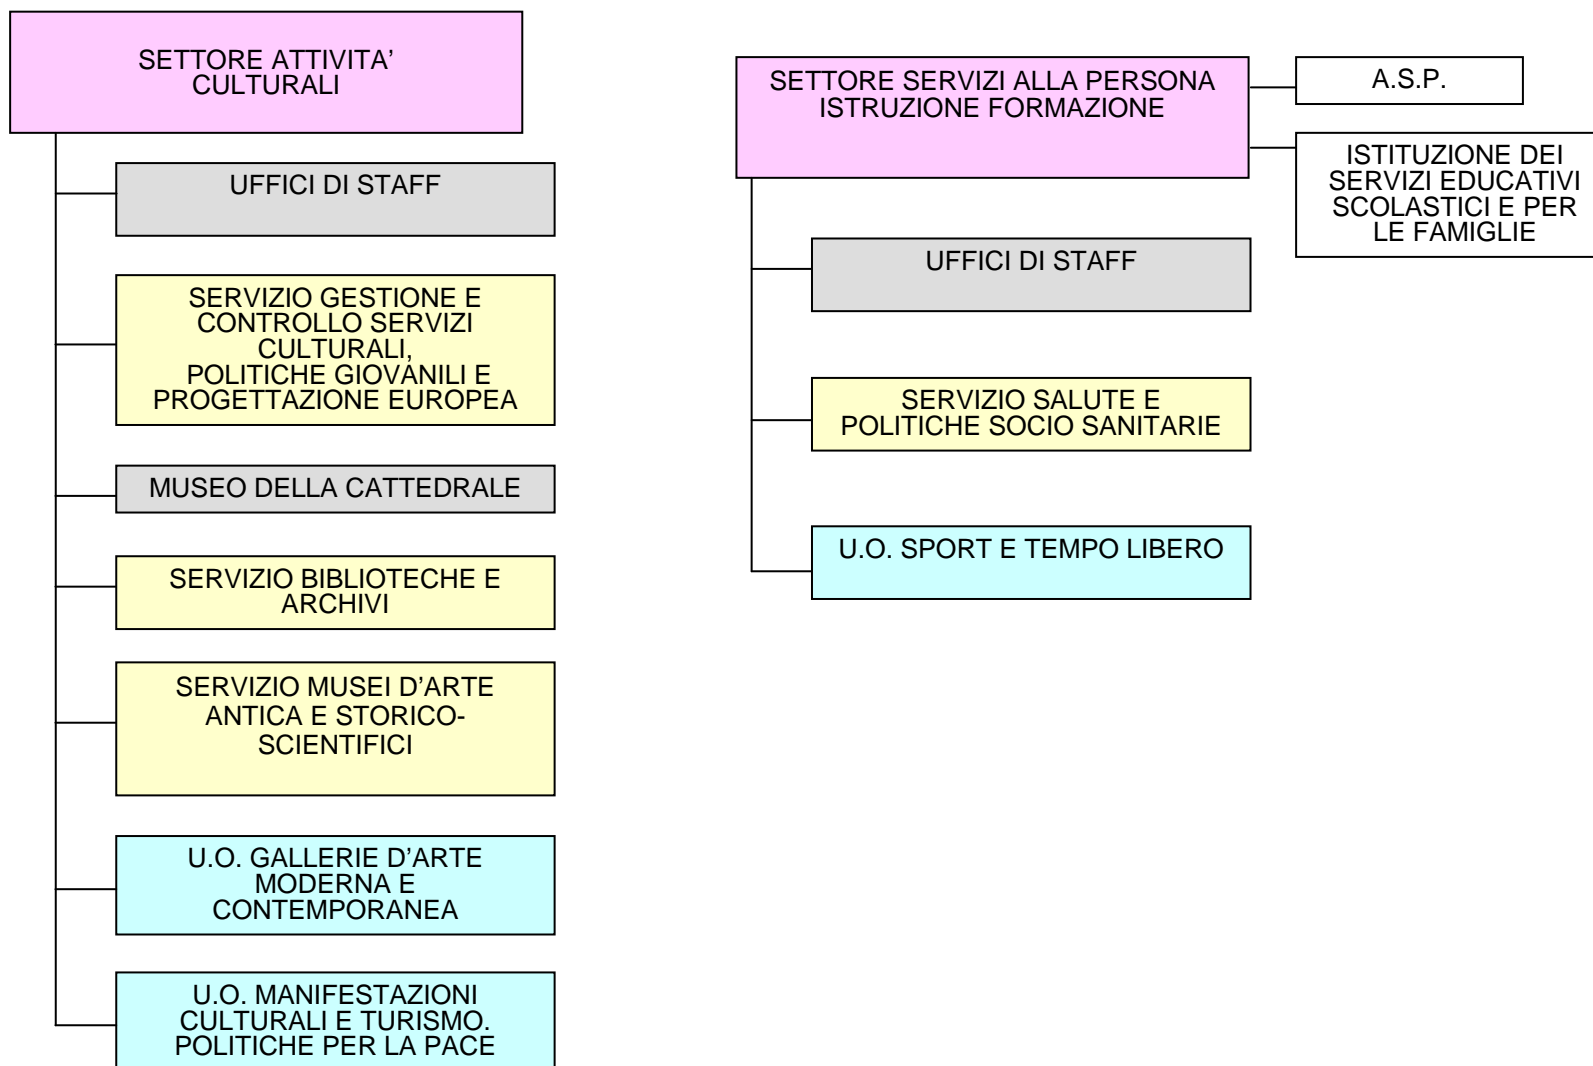 SETTORE ATTIVITA’
CULTURALI
UFFICI DI STAFF
SERVIZIO GESTIONE E
CONTROLLO SERVIZI
CULTURALI,
POLITICHE GIOVANILI E
PROGETTAZIONE EUROPEA
MUSEO DELLA CATTEDRALE
SERVIZIO BIBLIOTECHE E
ARCHIVI
SERVIZIO MUSEI D’ARTE
ANTICA E STORICO-
SCIENTIFICI
U.O. GALLERIE D’ARTE
MODERNA E
CONTEMPORANEA
U.O. MANIFESTAZIONI
CULTURALI E TURISMO.
POLITICHE PER LA PACE
SETTORE SERVIZI ALLA PERSONA
ISTRUZIONE FORMAZIONE
A.S.P.
ISTITUZIONE DEI
SERVIZI EDUCATIVI
SCOLASTICI E PER
LE FAMIGLIE
UFFICI DI STAFF
SERVIZIO SALUTE E
POLITICHE SOCIO SANITARIE
U.O. SPORT E TEMPO LIBERO